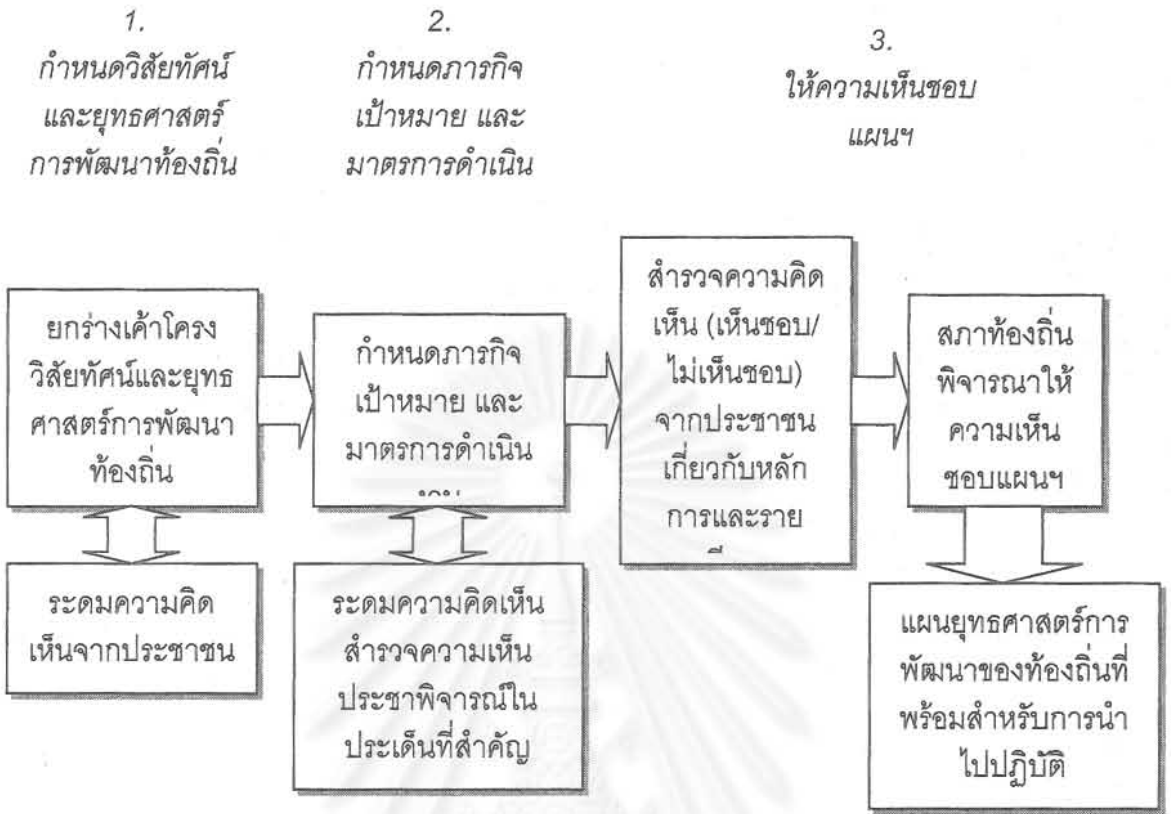 1.
กำหนดวิสัยทัศน์
และยุทธศาสตร์
การพัฒนาท้องถิ่น
2.
กำหนดภารกิจ
เป้าหมาย และ
มาตรการดำเนิน
3.
ให้ความเห็นชอบ
แผนฯ
ยกร่างเค้าโครง
วิสัยทัศน์และยุทธ
ศาสตร์การพัฒนา
ท้องถิ่น
กำหนดภารกิจ
เป้าหมาย และ
มาตรการดำเนิน
สำรวจความคิด
เห็น (เห็นชอบ/
ไม่เห็นชอบ)
จากประชาชน
เกี่ยวกับหลัก
การและราย
สภาท้องถิ่น
พิจารณาให้
ความเห็น
ชอบแผนฯ
ระดมความคิด
เห็นจากประชาชน
ระดมความคิดเห็น
สำรวจความเห็น
ประชาพิจารณ์ใน
ประเด็นที่สำคัญ
แผนยุทธศาสตร์การ
พัฒนาของท้องถิ่นที่
พร้อมสำหรับการนำ
ไปปฏิบัติ